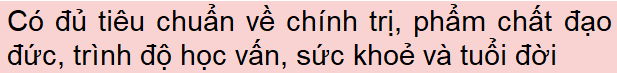 Có đủ tiêu chuẩn về chính trị, phẩm chất đạo
đức, trình độ học vấn, sức khoẻ và tuổi đời